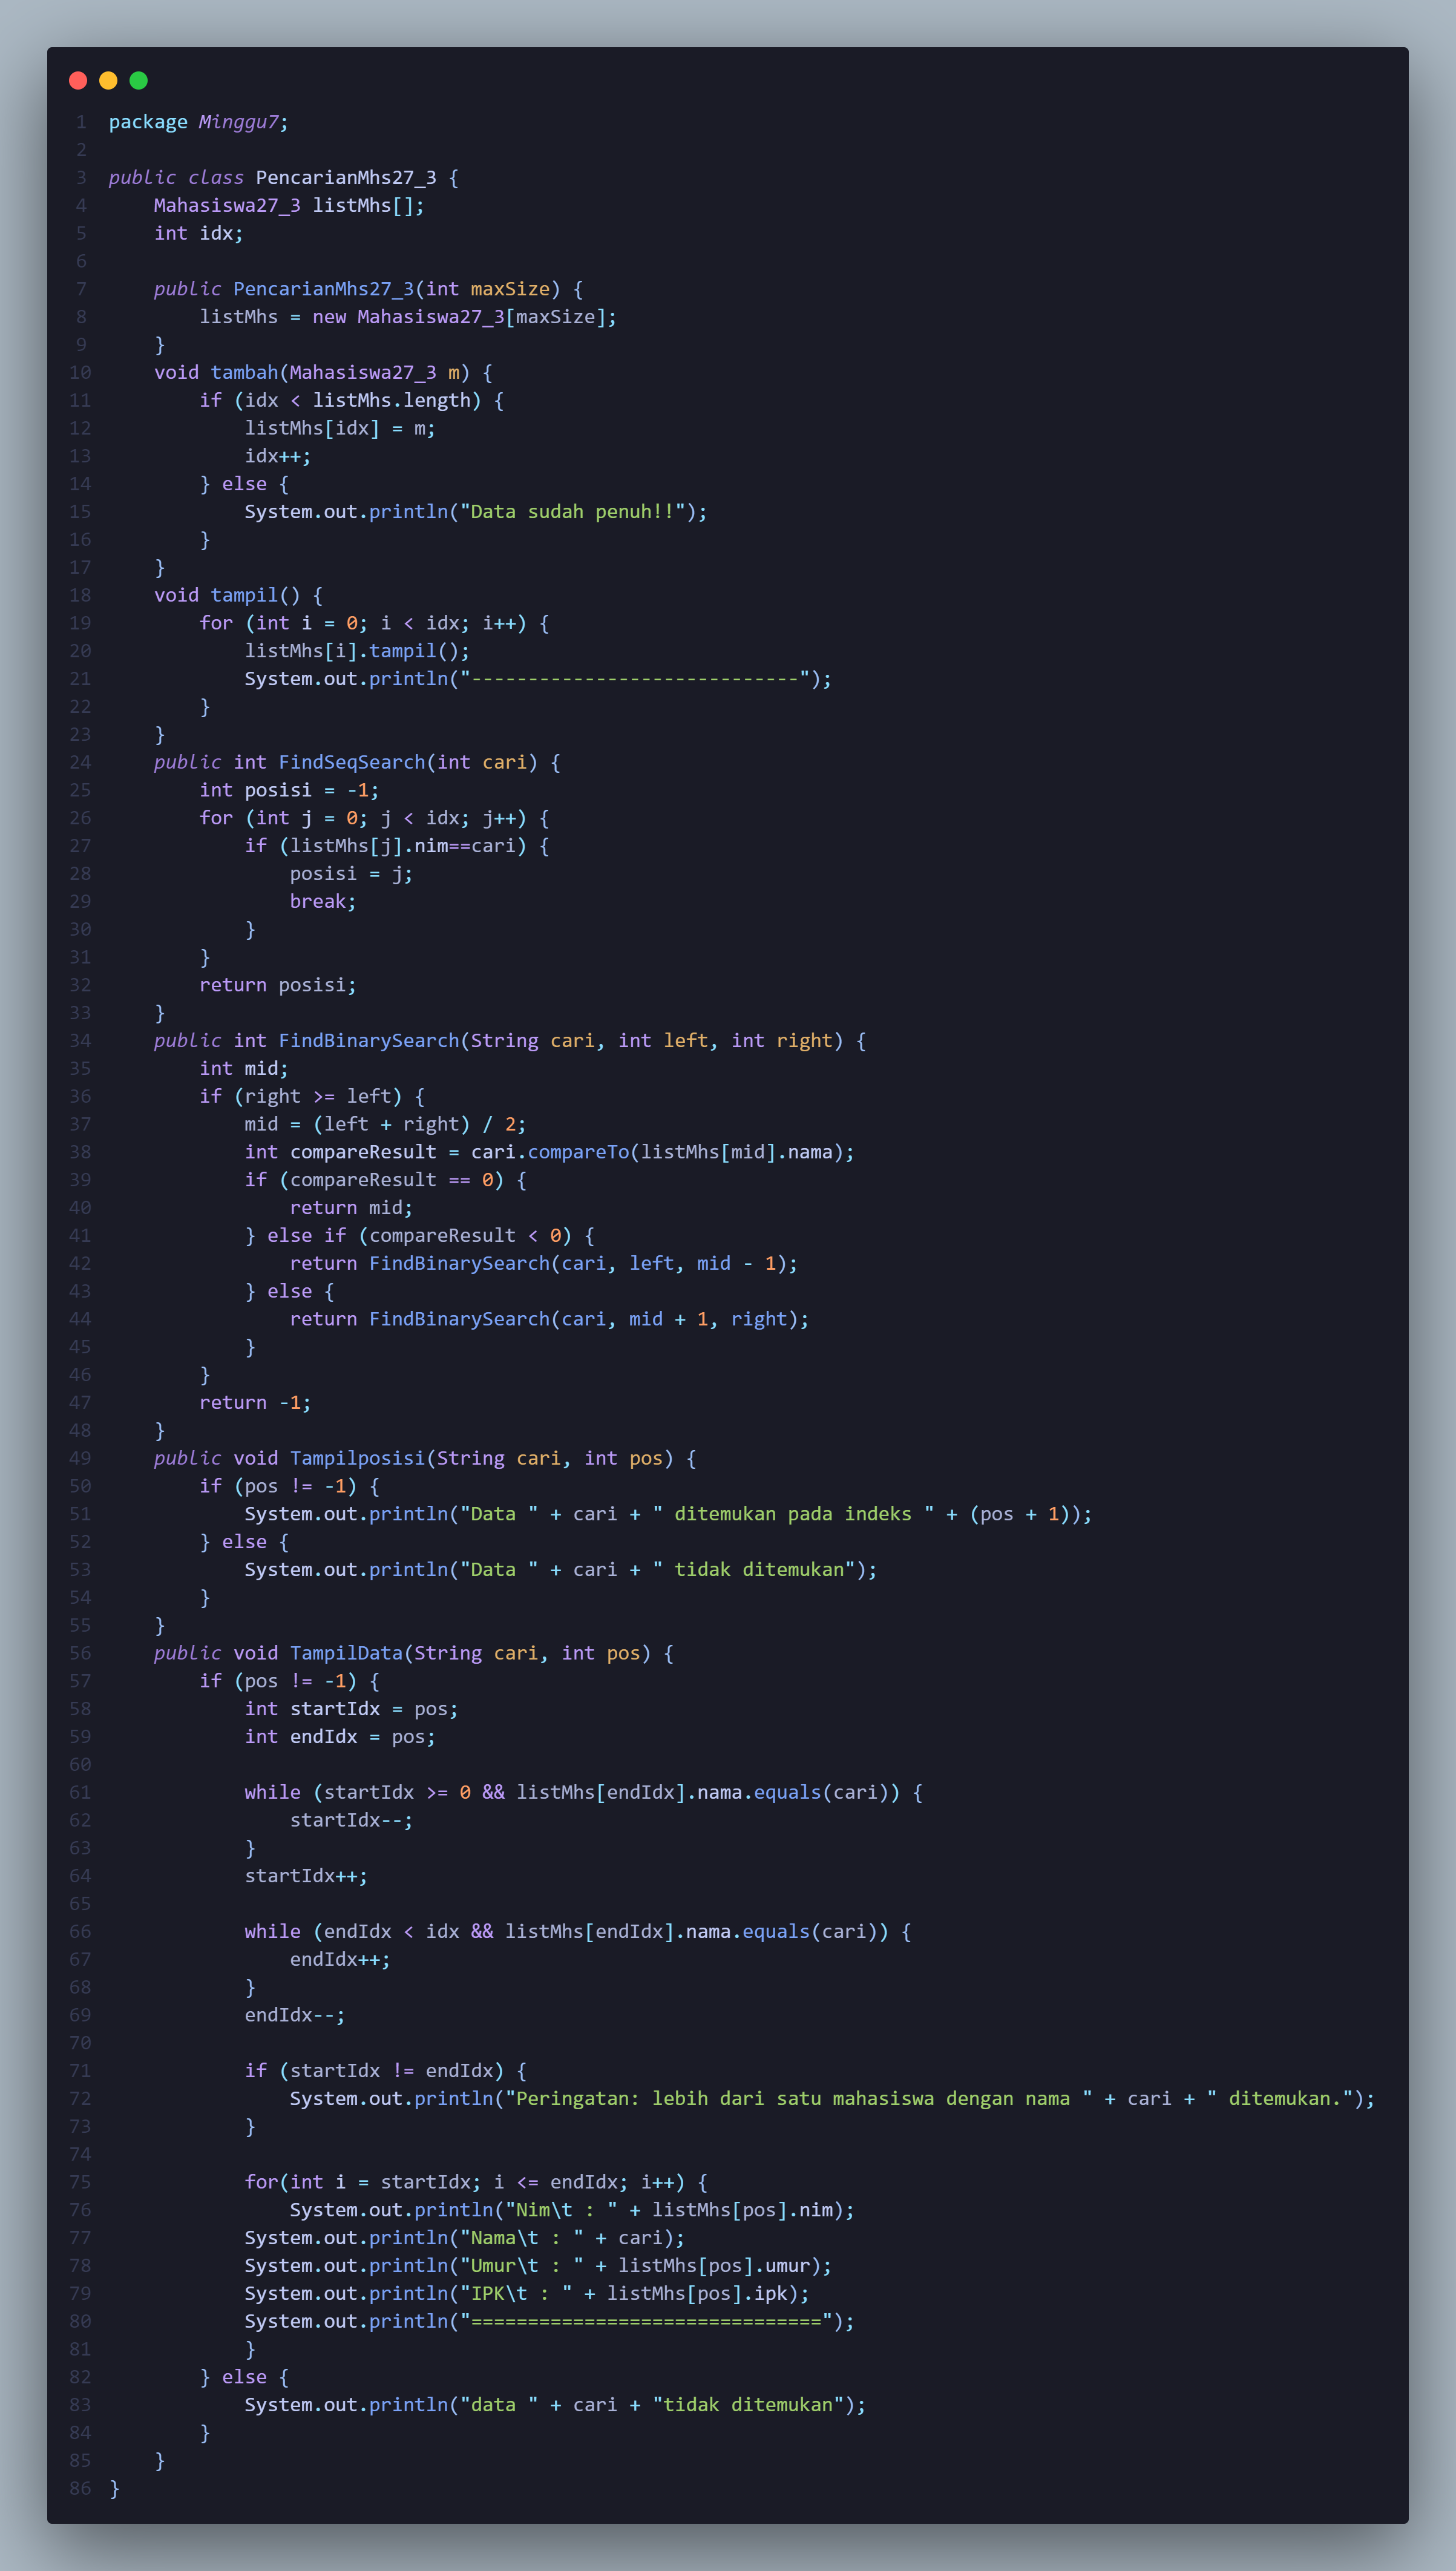 1 package Minggu7;
2
3 public class PencarianMhs27_3 {
4     Mahasiswa27_3 listMhs[];
5     int idx;
6
7     public PencarianMhs27_3(int maxSize) {
8         listMhs = new Mahasiswa27_3[maxSize];
9     }
10     void tambah(Mahasiswa27_3 m) {
11         if (idx < listMhs.length) {
12             listMhs[idx] = m;
13             idx++;
14         } else {
15             System.out.println("Data sudah penuh!!");
16         }
17     }
18     void tampil() {
19         for (int i = 0; i < idx; i++) {
20             listMhs[i].tampil();
21             System.out.println("-----------------------------");
22         }
23     }
24     public int FindSeqSearch(int cari) {
25         int posisi = -1;
26         for (int j = 0; j < idx; j++) {
27             if (listMhs[j].nim==cari) {
28                 posisi = j;
29                 break;
30             }
31         }
32         return posisi;
33     }
34     public int FindBinarySearch(String cari, int left, int right) {
35         int mid;
36         if (right >= left) {
37             mid = (left + right) / 2;
38             int compareResult = cari.compareTo(listMhs[mid].nama);
39             if (compareResult == 0) {
40                 return mid;
41             } else if (compareResult < 0) {
42                 return FindBinarySearch(cari, left, mid - 1);
43             } else {
44                 return FindBinarySearch(cari, mid + 1, right);
45             }
46         }
47         return -1;
48     }
49     public void Tampilposisi(String cari, int pos) {
50         if (pos != -1) {
51             System.out.println("Data " + cari + " ditemukan pada indeks " + (pos + 1));
52         } else {
53             System.out.println("Data " + cari + " tidak ditemukan");
54         }
55     }
56     public void TampilData(String cari, int pos) {
57         if (pos != -1) {
58             int startIdx = pos;
59             int endIdx = pos;
60
61             while (startIdx >= 0 && listMhs[endIdx].nama.equals(cari)) {
62                 startIdx--;
63             }
64             startIdx++;
65
66             while (endIdx < idx && listMhs[endIdx].nama.equals(cari)) {
67                 endIdx++;
68             }
69             endIdx--;
70
71             if (startIdx != endIdx) {
72                 System.out.println("Peringatan: lebih dari satu mahasiswa dengan nama " + cari + " ditemukan.");
73             }
74
75             for(int i = startIdx; i <= endIdx; i++) {
76                 System.out.println("Nim\t : " + listMhs[pos].nim);
77             System.out.println("Nama\t : " + cari);
78             System.out.println("Umur\t : " + listMhs[pos].umur);
79             System.out.println("IPK\t : " + listMhs[pos].ipk);
80             System.out.println("===============================");
81             }
82         } else {
83             System.out.println("data " + cari + "tidak ditemukan");
84         }
85     }
86 }